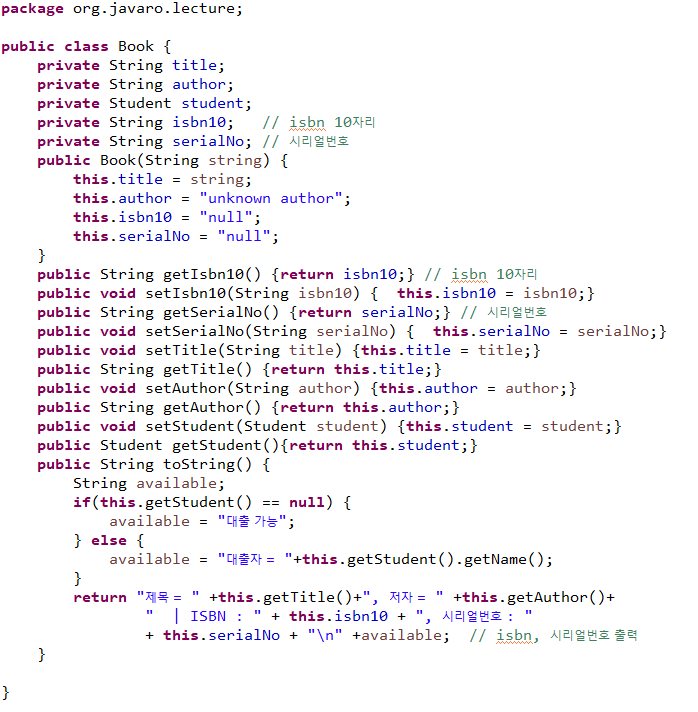 package org.javaro.lecture;

public class Book {
    private String title;
    private String author;
    private Student student;
    private String isbn10;   // isbn 10자리
    private String serialNo; // 시리얼번호
    public Book(String string) {
        this.title = string;
        this.author = "unknown author";
        this.isbn10 = "null";
        this.serialNo = "null";
    }
    public String getIsbn10() {return isbn10;} // isbn 10자리
    public void setIsbn10(String isbn10) {  this.isbn10 = isbn10;}
    public String getSerialNo() {return serialNo;} // 시리얼번호
    public void setSerialNo(String serialNo) {  this.serialNo = serialNo;}
    public void setTitle(String title) {this.title = title;}
    public String getTitle() {return this.title;}
    public void setAuthor(String author) {this.author = author;}
    public String getAuthor() {return this.author;}
    public void setStudent(Student student) {this.student = student;}
    public Student getStudent(){return this.student;}
    public String toString() {
        String available;
        if(this.getStudent() == null) {
            available = "대출 가능";
        } else {
            available = "대출자 = "+this.getStudent().getName();
        }
        return "제목 = " +this.getTitle()+", 저자 = " +this.getAuthor()+
                "  | ISBN : " + this.isbn10 + ", 시리얼번호 : "
                + this.serialNo + "\n" +available;  // isbn, 시리얼번호 출력
    }

}